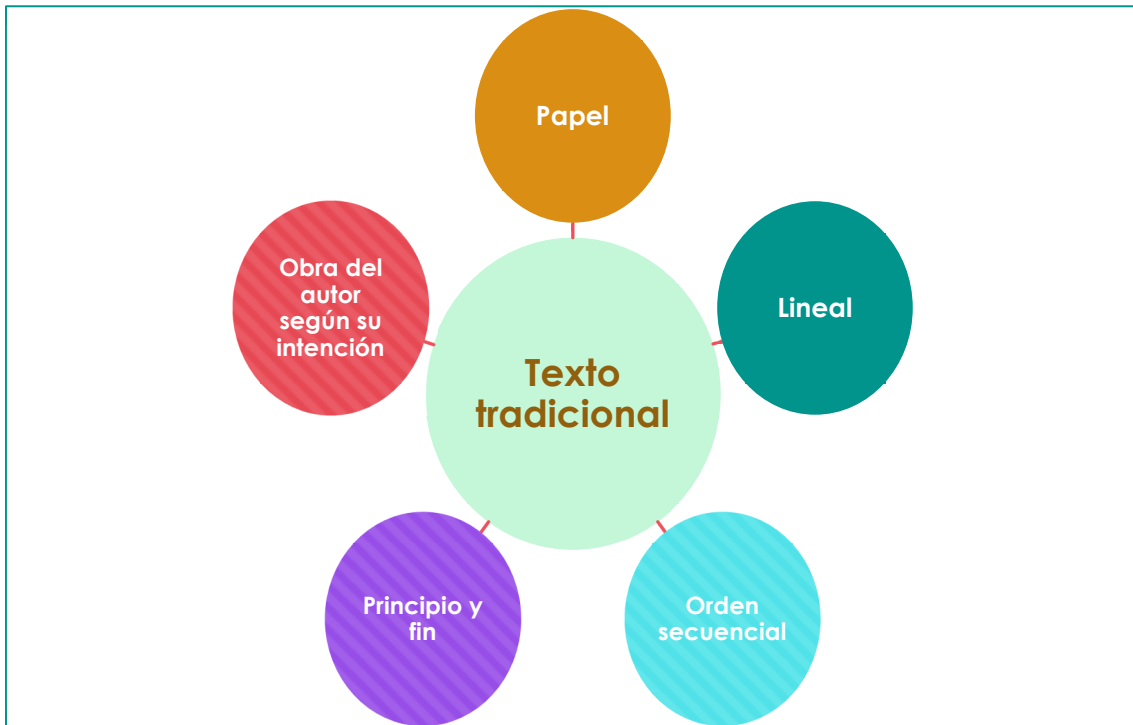 Papel
Lineal
Orden
secuencial
Principio y
fin
Obra del
autor
según su
intención
Texto
tradicional